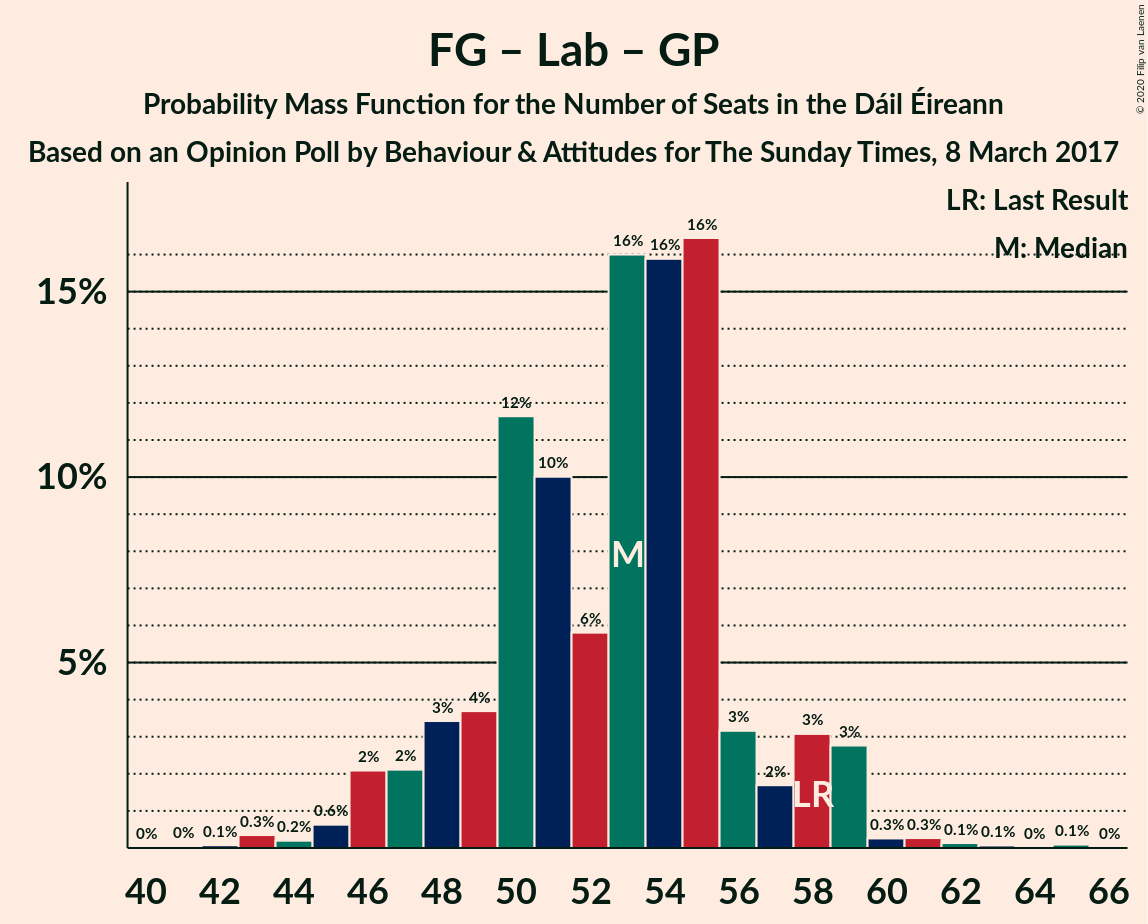 FG – Lab – GP
Probability Mass Function for the Number of Seats in the Dáil Éireann
Based on an Opinion Poll by Behaviour & Attitudes for The Sunday Times, 8 March 2017
© 2020 Filip van Laenen
LR: Last Result
M: Median
15%
10%
5%
0% 0% 0.1% 0.3% 0.2% 0.6% 2% 2% 3% 4% 12% 10% 6% 16% 16% 16% 3% 2% 3% 3% 0.3% 0.3% 0.1% 0.1% 0% 0.1% 0%
M
LR
40 42 44 46 48 50 52 54 56 58 60 62 64 66